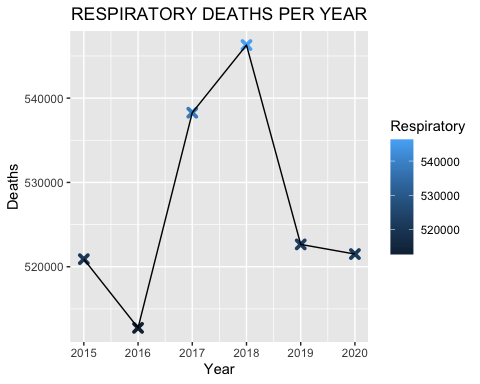 RESPIRATORY DEATHS PER YEAR
Deaths
540000
530000
520000
2015 2016 2017 2018 2019 2020
Year
Respiratory
540000
530000
520000